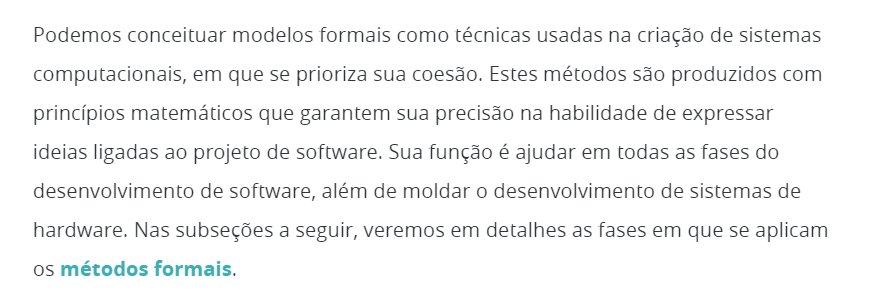 Podemos conceituar modelos formais como técnicas usadas na criação de sistemas
computacionais, em que se prioriza sua coesão. Estes métodos são produzidos com
princípios matemáticos que garantem sua precisão na habilidade de expressar
ideias ligadas ao projeto de software. Sua função é ajudar em todas as fases do
desenvolvimento de software, além de moldar o desenvolvimento de sistemas de
hardware. Nas subseções a seguir, veremos em detalhes as fases em que se aplicam
os métodos formais.